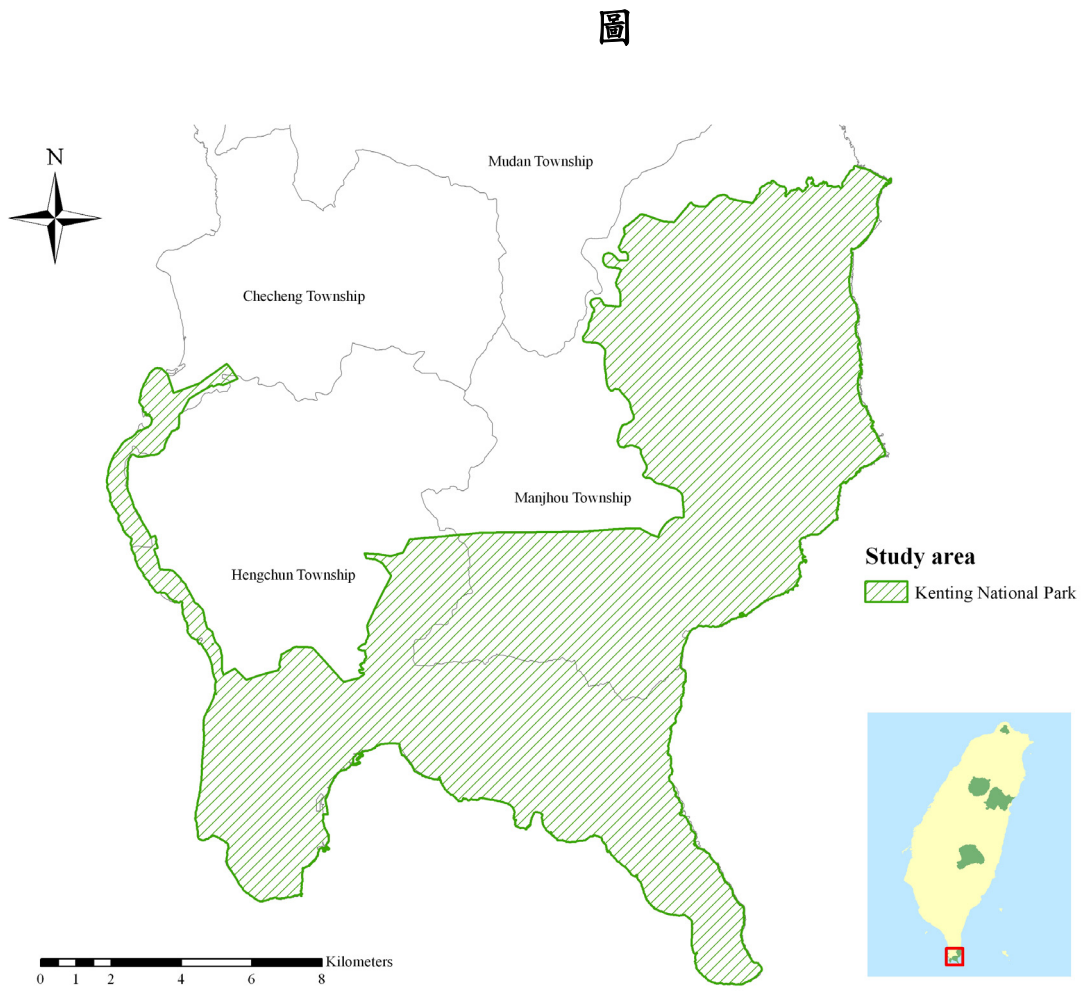 圖
N
Mudan Township
Checheng Township
Manjhou Township
Hengchun Township
Study area
Kenting National Park
Kilometers
0 1 2 4 6 8